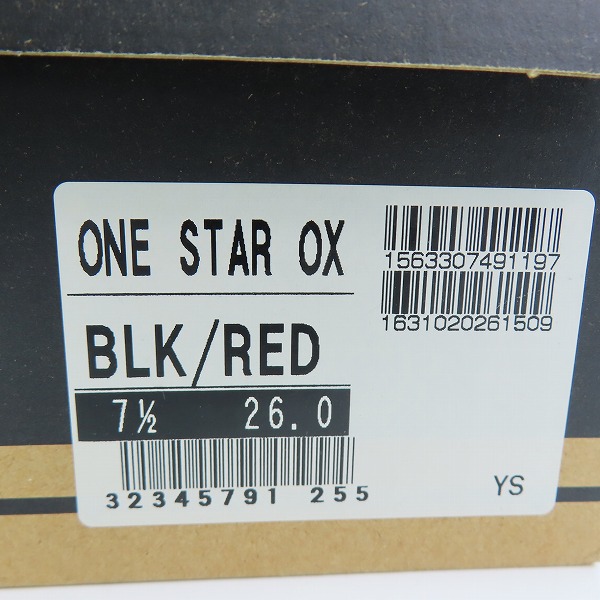 ONE STAR OX
1563307491197
1631020261509
BLK/RED
7½ 26.0
32345791 255
YS